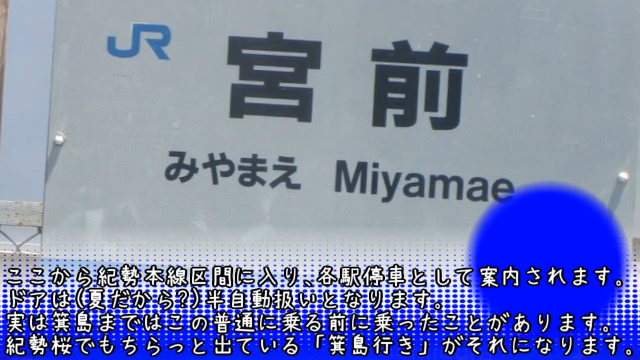 JR
宮前
みやまえ Miyamae
ここから紀勢本線区間に入り、各駅停車として案内されます。
ドアは(夏だから?)半自動扱いとなります。
実は箕島まではこの普通に乗る前に乗ったことがあります。
紀勢桜でもちらっと出ている「箕島行き」がそれになります。